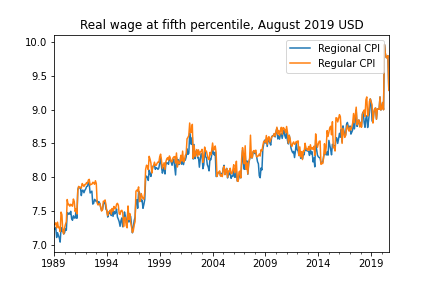 Real wage at fifth percentile, August 2019 USD
Regional CPI
Regular CPI
10.0
9.5
9.0
8.5
8.0
7.5
7.0
1989 1994 1999 2004 2009 2014 2019